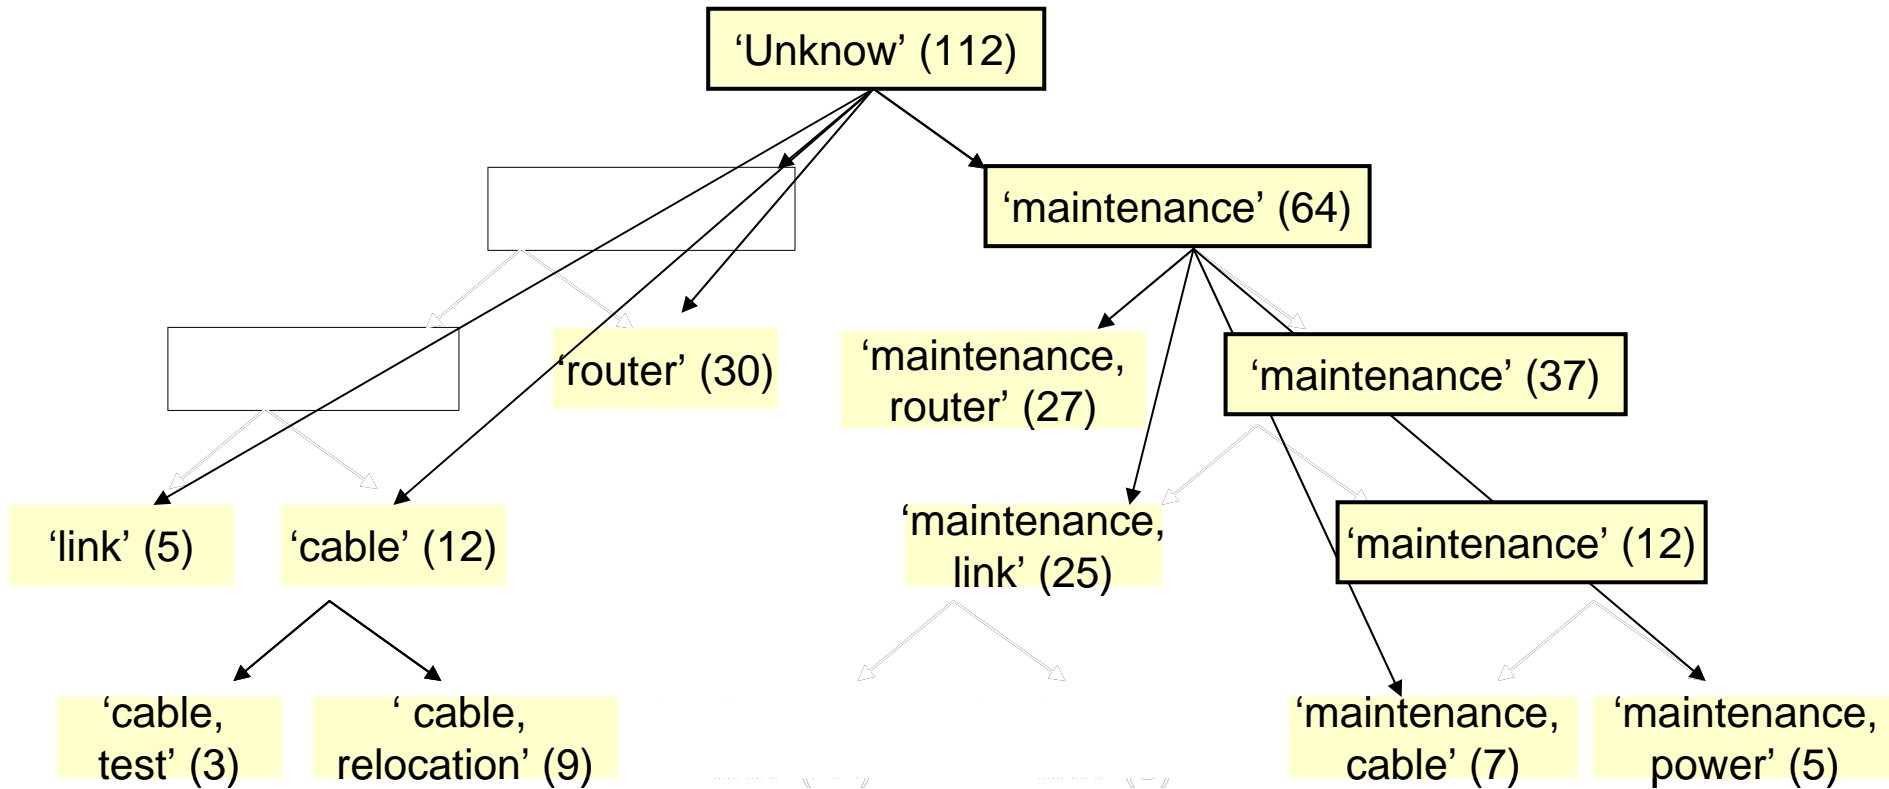 ‘Unknow’ (112)
‘maintenance’ (64)
‘router’ (30)
‘maintenance,
router’ (27)
‘maintenance’ (37)
‘link’ (5)
‘cable’ (12)
‘maintenance,
link’ (25)
‘maintenance’ (12)
‘cable,
test’ (3)
‘ cable,
relocation’ (9)
‘maintenance,
cable’ (7)
‘maintenance,
power’ (5)